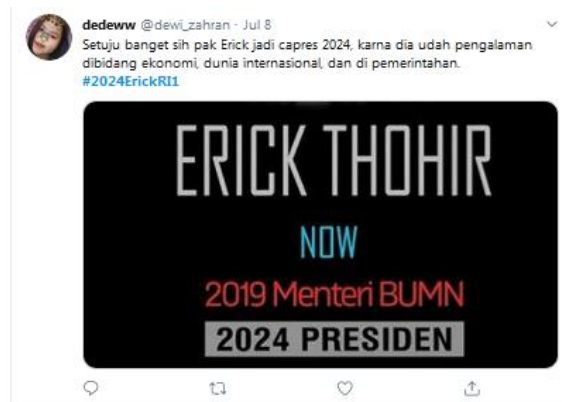 dedeww @dewi_zahran · Jul 8
Setuju banget sih pak Erick jadi capres 2024, karna dia udah pengalaman
dibidang ekonomi, dunia internasional, dan di pemerintahan.
#2024ErickRI1
ERICK THOHIR
NOW
2019 Menteri BUMN
2024 PRESIDEN